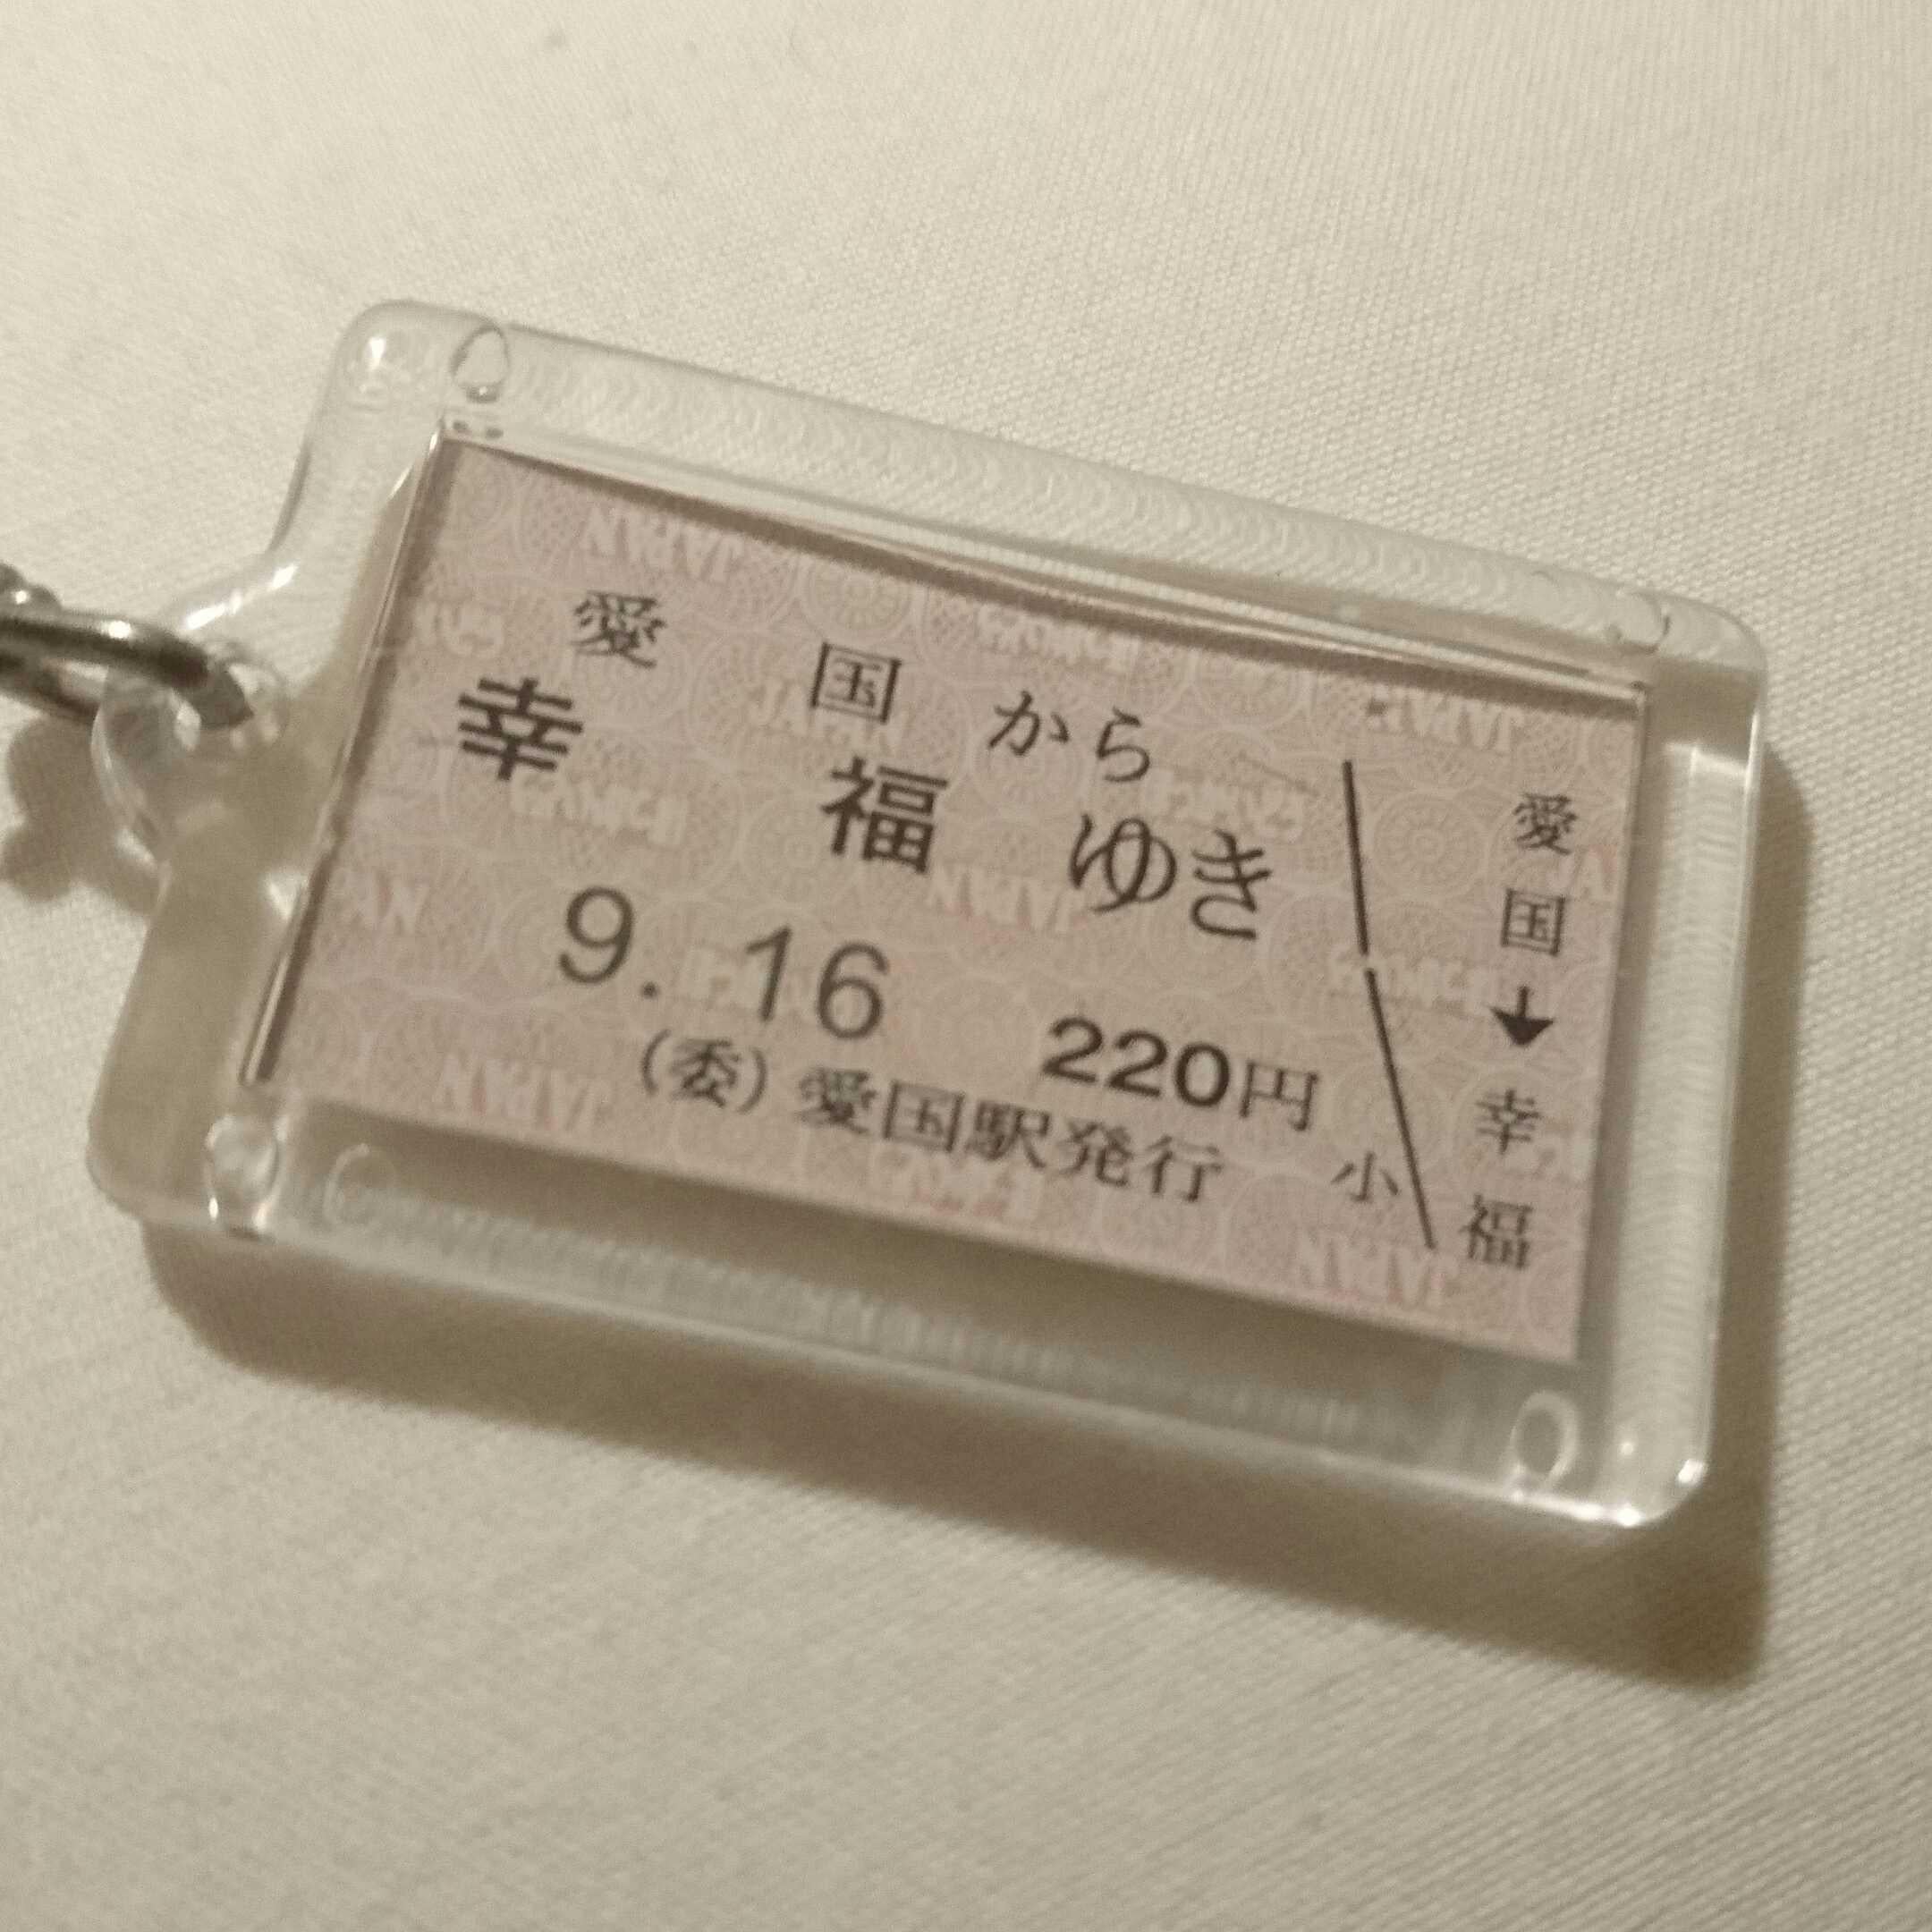 愛国から
幸福ゆき
9.16
220円
(委)愛国駅発行
小
愛国↓幸福
JAPAN